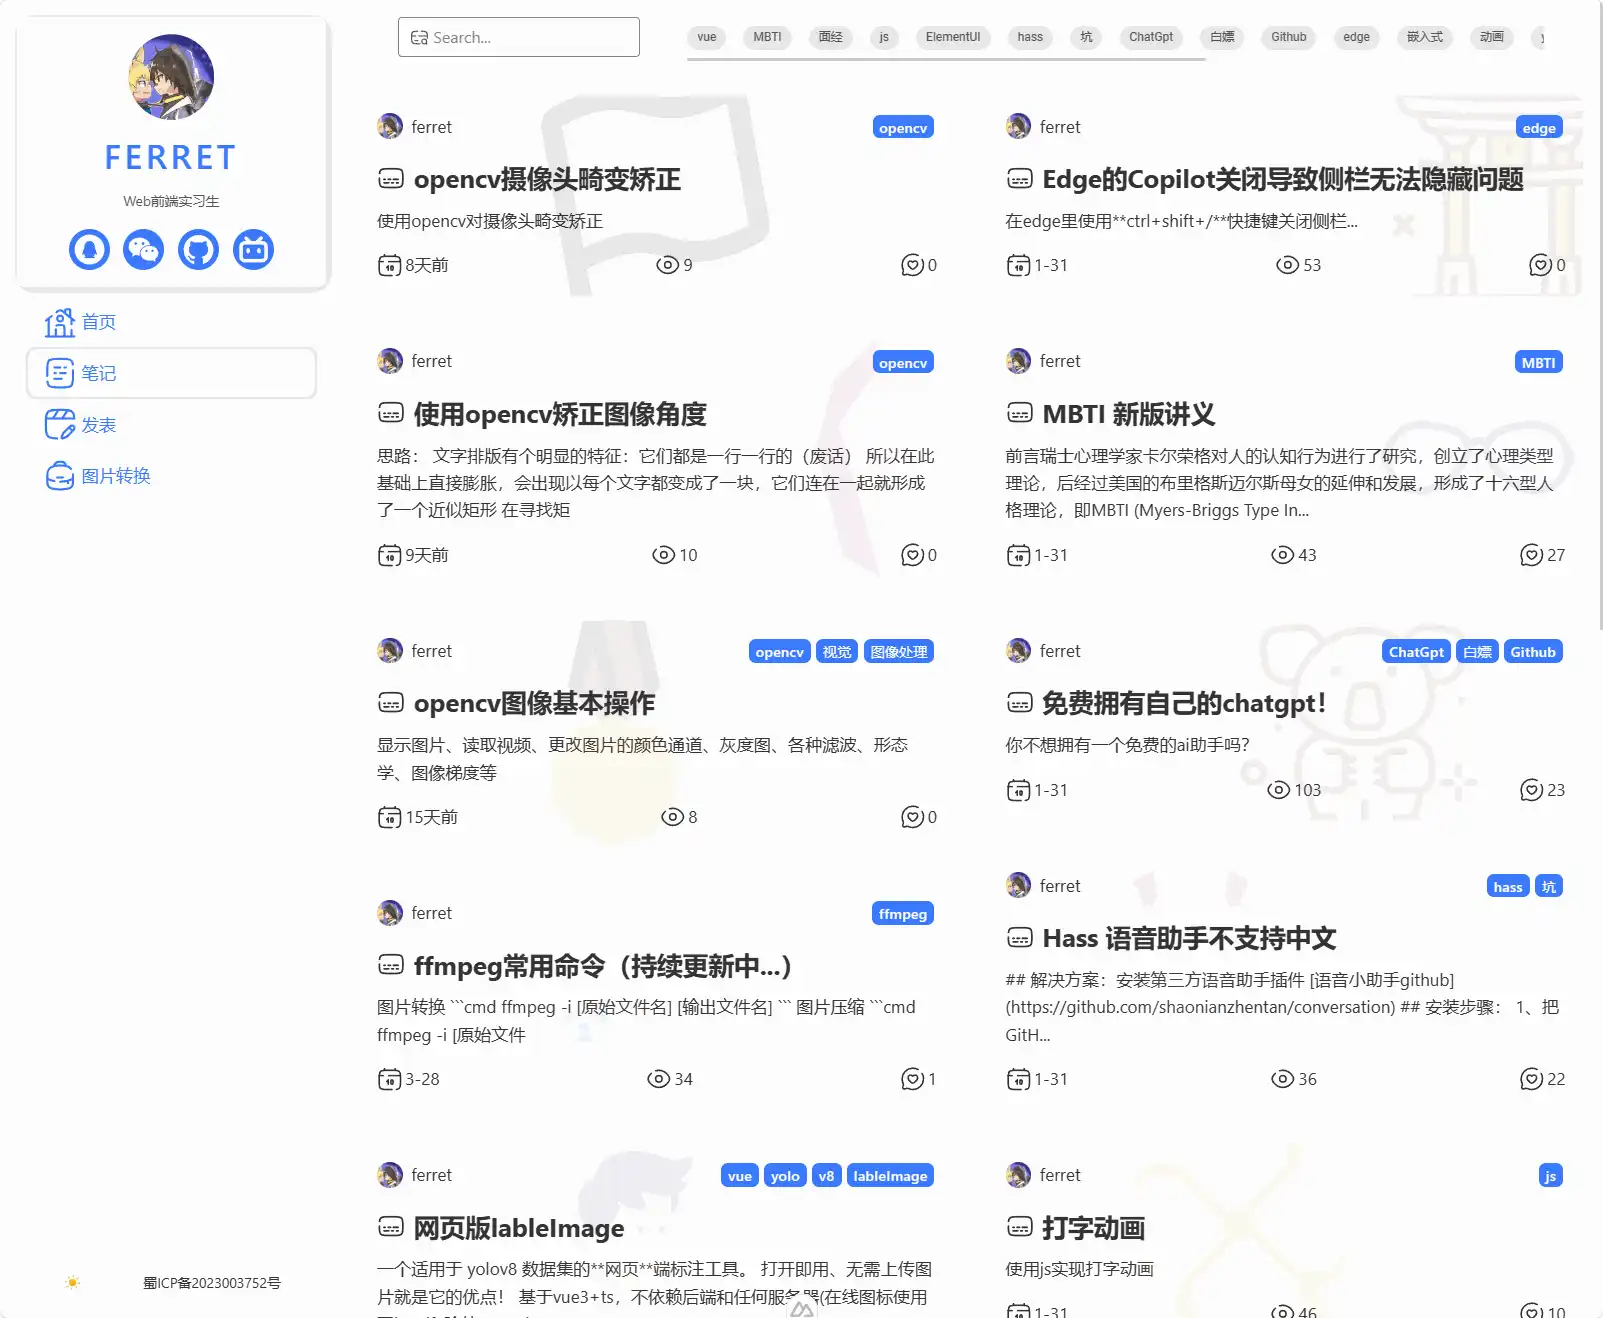 FERRET
Web前端实习生
首页
笔记
发表
图片转换
蜀ICP备2023003752号
Search...
vue MBTI 面经 js ElementUI hass 坑 ChatGpt 白嫖 Github edge 嵌入式 动画
ferret opencv
opencv摄像头畸变矫正
使用opencv对摄像头畸变矫正
8天前 9 0
ferret edge
Edge的Copilot关闭导致侧栏无法隐藏问题
在edge里使用**ctrl+shift+/**快捷键关闭侧栏...
1-31 53 0
ferret opencv
使用opencv矫正图像角度
思路： 文字排版有个明显的特征：它们都是一行一行的（废话） 所以在此
基础上直接膨胀，会出现以每个文字都变成了一块，它们连在一起就形成
了一个近似矩形 在寻找矩
9天前 10 0
ferret MBTI
MBTI 新版讲义
前言瑞士心理学家卡尔荣格对人的认知行为进行了研究，创立了心理类型
理论，后经过美国的布里格斯迈尔斯母女的延伸和发展，形成了十六型人
格理论，即MBTI (Myers-Briggs Type In...
1-31 43 27
ferret opencv 视觉 图像处理
opencv图像基本操作
显示图片、读取视频、更改图片的颜色通道、灰度图、各种滤波、形态
学、图像梯度等
15天前 8 0
ferret ChatGpt 白嫖 Github
免费拥有自己的chatgpt！
你不想拥有一个免费的ai助手吗?
1-31 103 23
ferret ffmpeg
ffmpeg常用命令（持续更新中...）
图片转换 ```cmd ffmpeg -i [原始文件名] [输出文件名] ``` 图片压缩 ```cmd
ffmpeg -i [原始文件
3-28 34 1
ferret hass 坑
Hass 语音助手不支持中文
## 解决方案：安装第三方语音助手插件 [语音小助手github]
(https://github.com/shaonianzhentan/conversation) ## 安装步骤： 1、把
GitH...
1-31 36 22
ferret vue yolo v8 lableImage
网页版lableImage
一个适用于 yolov8 数据集的**网页**端标注工具。 打开即用、无需上传图
片就是它的优点！ 基于vue3+ts，不依赖后端和任何服务器(在线图标使用
ferret js
打字动画
使用js实现打字动画
1-31 46 10